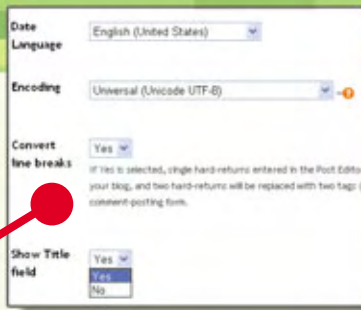 Date
Language
English (United States)
Encoding
Universal (Unicode UTF-8)
Convert
line breaks
Yes
If Yes is selected, single hard-returns entered in the Post Edito
your blog, and two hard-returns will be replaced with two tags (
comment-posting form.
Show Title
field
Yes
Yes
No